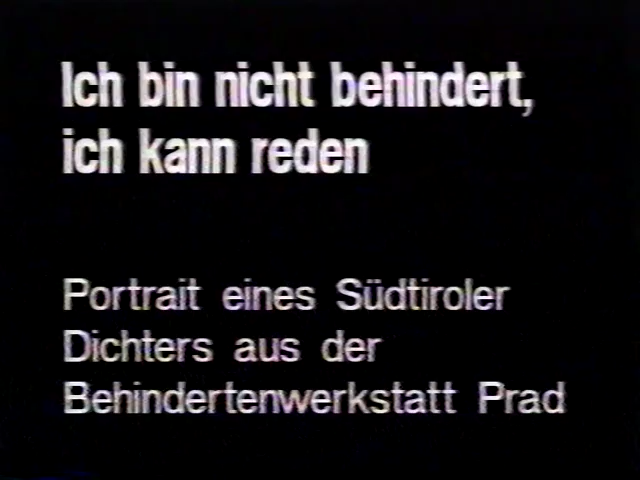 Ich bin nicht behindert,
ich kann reden
Portrait eines Südtiroler
Dichters aus der
Behindertenwerkstatt Prad